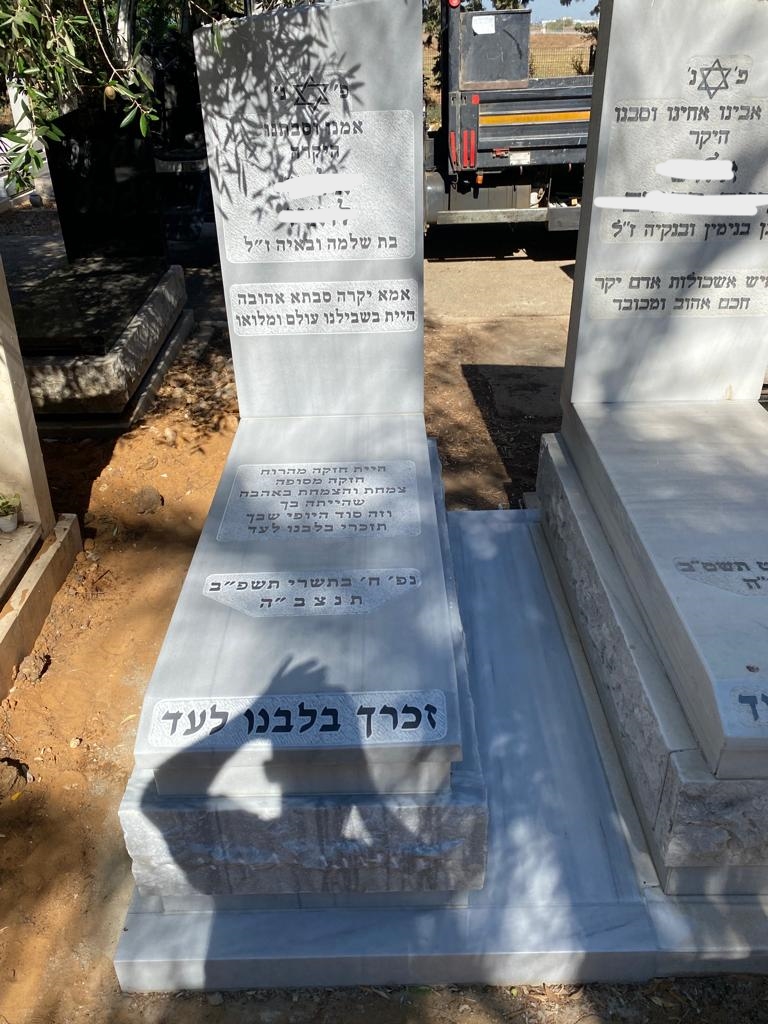 פ״ נ׳
אמנו וסבתנו
היקרה
בת שלמה ובאיה ז״ל
אמא יקרה סבתא אהובה
היית בשבילנו עולם ומלואו
היית חזקה מהרוח
חזקה מסופה
צמחת והצמחת באהבה
שהייתה בך
וזה סוד היופי שבך
תזכרי בלבנו לעד
נפ׳ ח׳ בתשרי תשפ״ב
ת נ צ ב ״ה
זכרך בלבנו לעד
פ׳ נ׳
אבינו אחינו וסבנו
היקר
בן בנימין ובנקיה ז״ל
איש אשכולות אדם יקר
חכם אהוב ומכובד